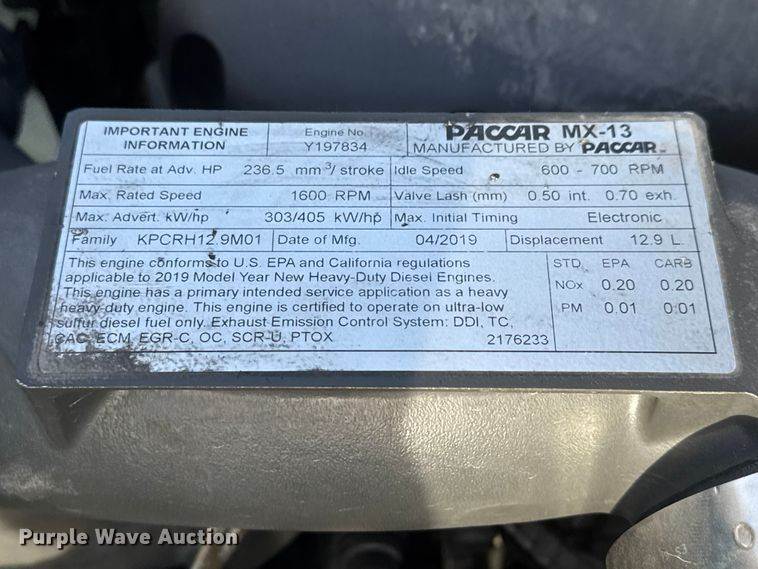 IMPORTANT ENGINE INFORMATION
Engine No.
Y197834
PACCAR MX-13
MANUFACTURED BY PACCAR
Fuel Rate at Adv. HP 236.5 mm³/ stroke
Idle Speed 600 - 700 RPM
Max. Rated Speed 1600 RPM
Valve Lash (mm) 0.50 int. 0.70 exh.
Max. Advert. kW/hp 303/405 kW/hp
Max. Initial Timing Electronic
Family KPCRH12.9M01
Date of Mfg. 04/2019
Displacement 12.9 L.
This engine conforms to U.S. EPA and California regulations
applicable to 2019 Model Year New Heavy-Duty Diesel Engines.
This engine has a primary intended service application as a heavy
heavy duty engine. This engine is certified to operate on ultra-low
sulfur diesel fuel only. Exhaust Emission Control System: DDI, TC,
CAC, ECM, EGR-C, OC, SCR-U, PTOX
2176233
STD. EPA CARB
NOx 0.20 0.20
PM 0.01 0.01
Purple Wave Auction